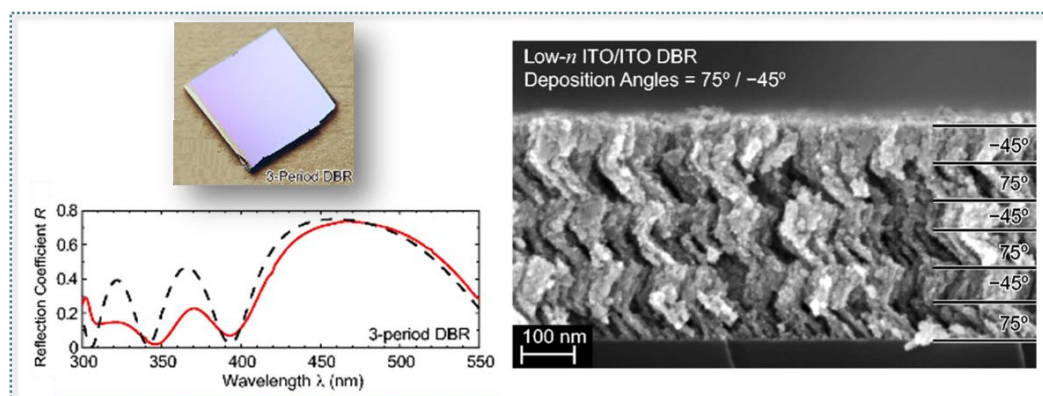 3-Period DBR
Reflection Coefficient R
0.8
0.6
0.4
0.2
0
3-period DBR
300
350
400
450
500
550
Wavelength λ (nm)
Low-n ITO/ITO DBR
Deposition Angles = 75º / −45º
−45º
75º
−45º
75º
−45º
75º
100 nm